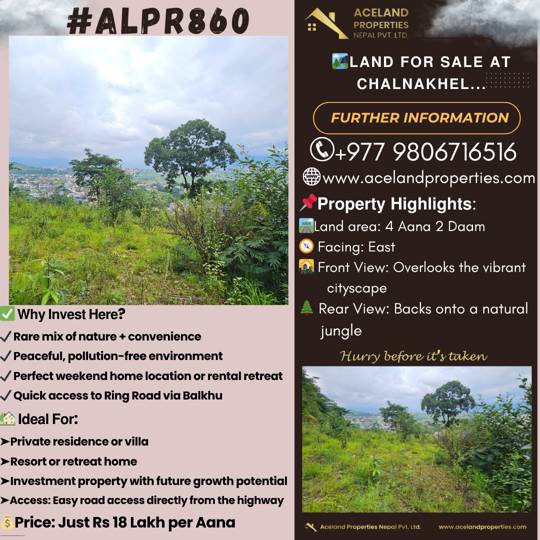 #ALPR860
Why Invest Here?
Rare mix of nature + convenience
Peaceful, pollution-free environment
Perfect weekend home location or rental retreat
Quick access to Ring Road via Balkhu
Ideal For:
Private residence or villa
Resort or retreat home
Investment property with future growth potential
Access: Easy road access directly from the highway
Price: Just Rs 18 Lakh per Aana
ACELAND
PROPERTIES
NEPAL PVT. LTD.
LAND FOR SALE AT
CHALNAKHEL...
FURTHER INFORMATION
+977 9806716516
www.acelandproperties.com
Property Highlights:
Land area: 4 Aana 2 Daam
Facing: East
Front View: Overlooks the vibrant
cityscape
Rear View: Backs onto a natural
jungle
Hurry before it's taken
Aceland Properties Nepal Pvt. Ltd.
www.acelandproperties.com